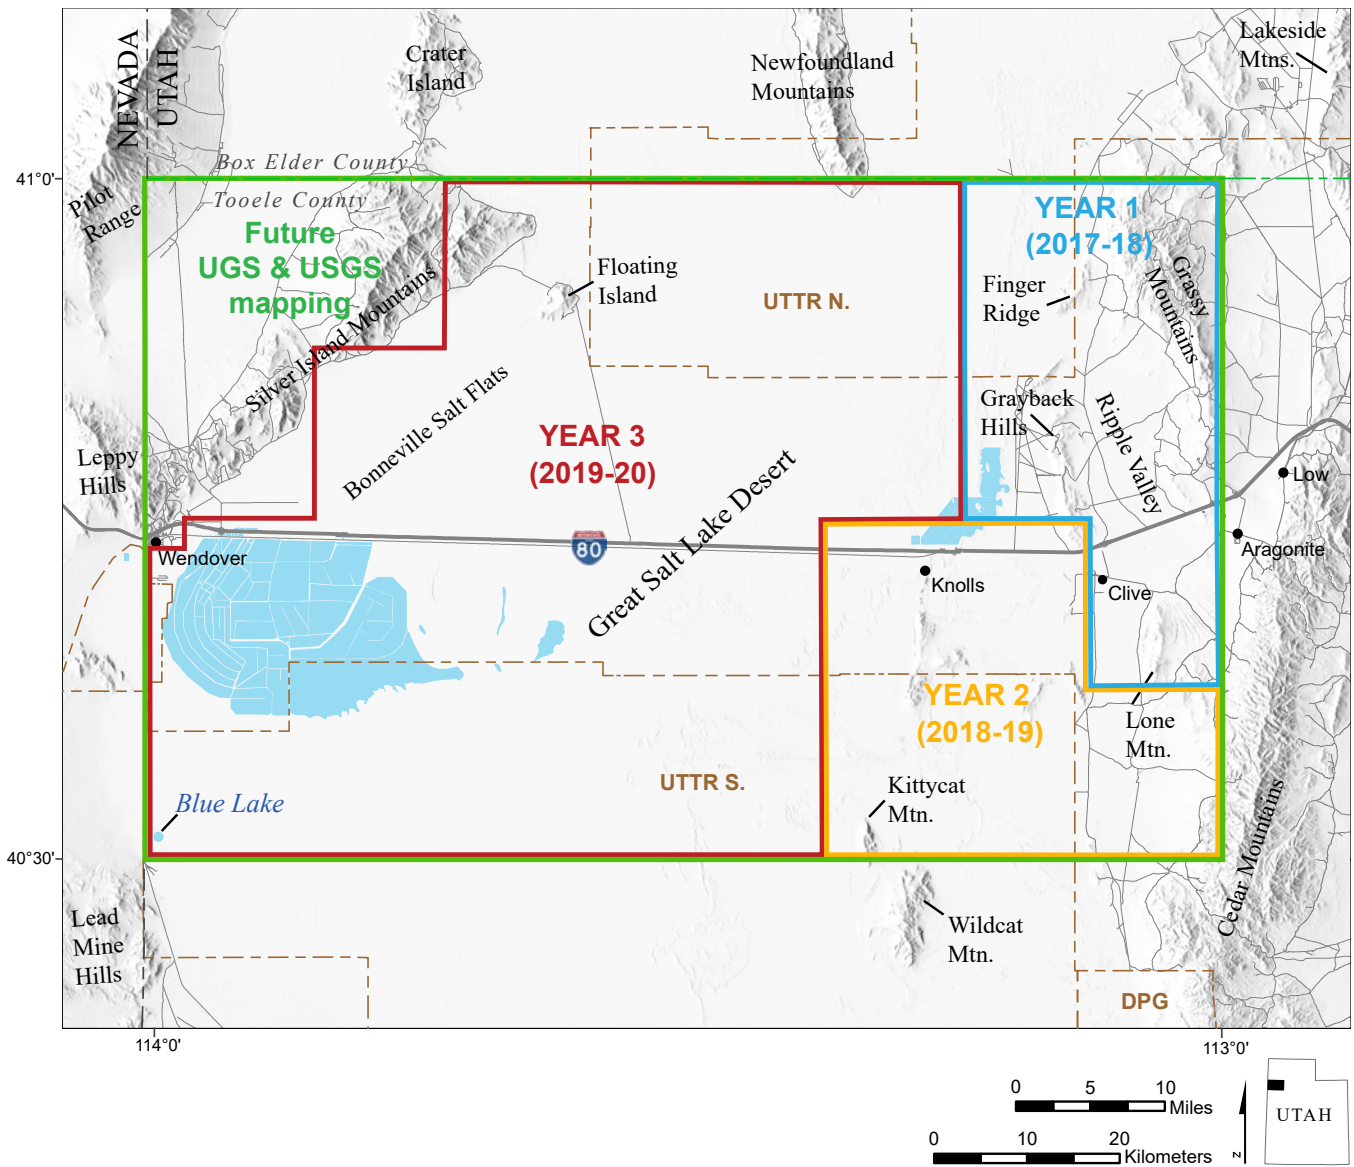 NEVADA
UTAH
Crater
Island
Newfoundland
Mountains
Lakeside
Mtns.
Box Elder County
41°0'
Tooele County
Pilot
Range
Future
UGS & USGS
mapping
Silver Island Mountains
Floating
Island
UTTR N.
YEAR 1
(2017-18)
Finger
Ridge
Grassy
Mountains
Grayback
Hills
Ripple Valley
Bonneville Salt Flats
YEAR 3
(2019-20)
Great Salt Lake Desert
Leppy
Hills
Low
Wendover
INTERSTATE
80
Aragonite
Knolls
Clive
YEAR 2
(2018-19)
Lone
Mtn.
UTTR S.
Kittycat
Mtn.
Blue Lake
40°30'
Cedar Mountains
Lead
Mine
Hills
Wildcat
Mtn.
DPG
114°0'
113°0'
0 5 10
Miles
0 10 20
Kilometers
N
UTAH